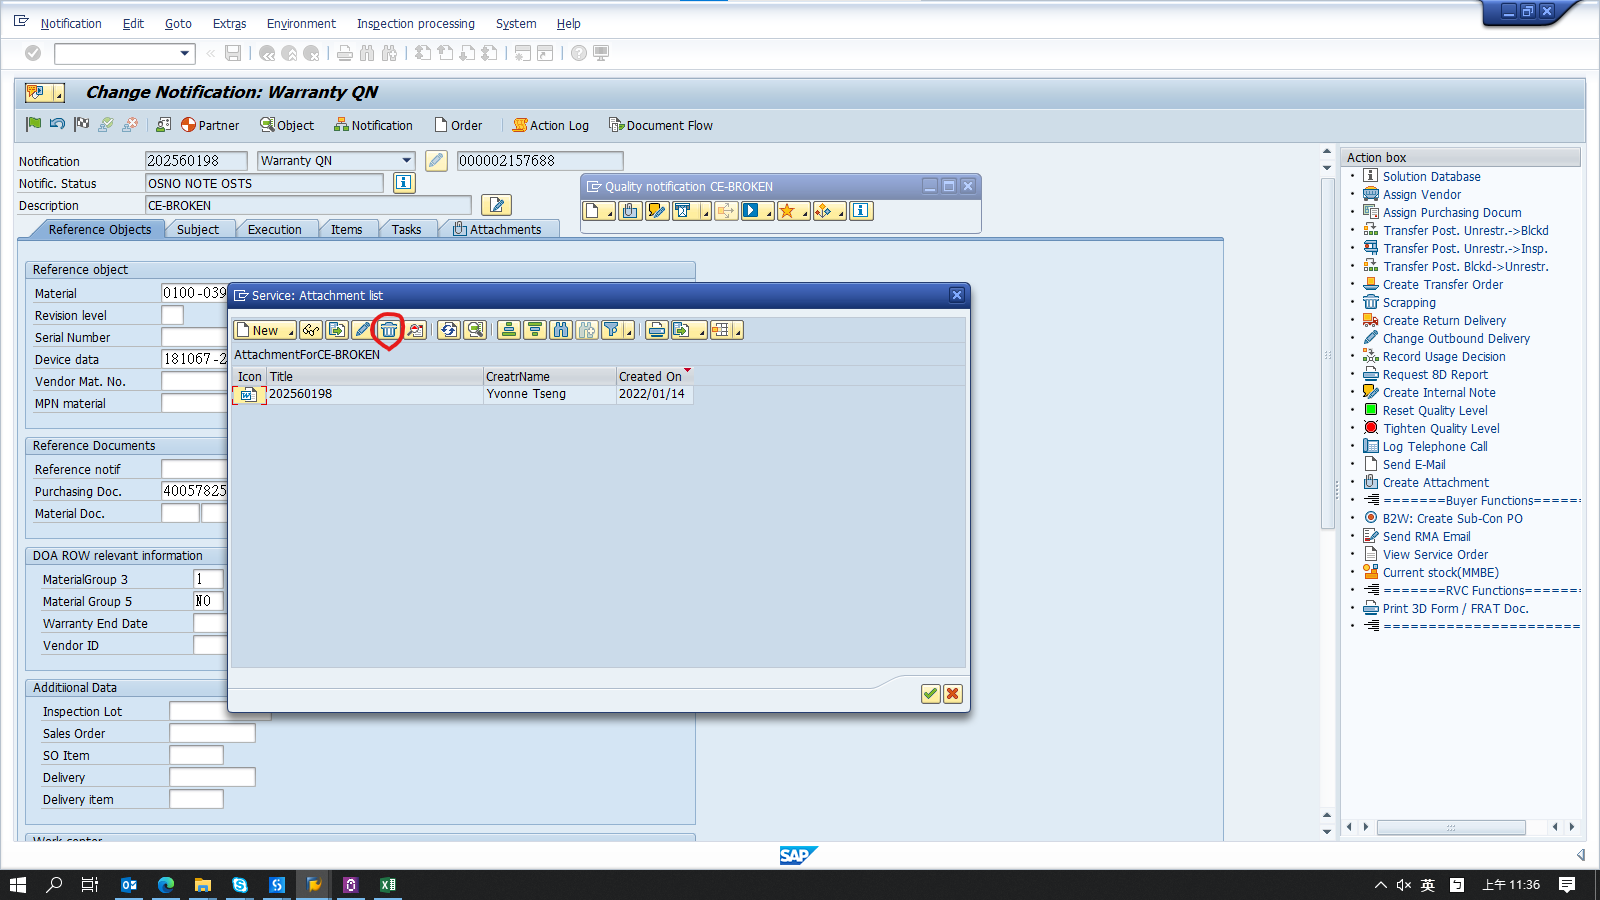 Notification Edit Goto Extras Environment Inspection processing System Help
Change Notification: Warranty QN
Partner Object Notification Order Action Log Document Flow
Notification 202560198 Warranty QN 000002157688
Notific. Status OSNO NOTE OSTS
Description CE-BROKEN
Quality notification CE-BROKEN
Reference Objects Subject Execution Items Tasks Attachments
Reference object
Material 0100-039
Revision level
Serial Number
Device data 181067-2
Vendor Mat. No.
MPN material
Reference Documents
Reference notif
Purchasing Doc. 40057825
Material Doc.
DOA ROW relevant information
MaterialGroup 3 1
Material Group 5 NO
Warranty End Date
Vendor ID
Additiional Data
Inspection Lot
Sales Order
SO Item
Delivery
Delivery item
Work center
Service: Attachment list
New
AttachmentForCE-BROKEN
Icon Title CreatrName Created On
202560198 Yvonne Tseng 2022/01/14
Action box
Solution Database
Assign Vendor
Assign Purchasing Docum
Transfer Post. Unrestr.->Blckd
Transfer Post. Unrestr.->Insp.
Transfer Post. Blckd->Unrestr.
Create Transfer Order
Scrapping
Create Return Delivery
Change Outbound Delivery
Record Usage Decision
Request 8D Report
Create Internal Note
Reset Quality Level
Tighten Quality Level
Log Telephone Call
Send E-Mail
Create Attachment
=======Buyer Functions=====
B2W: Create Sub-Con PO
Send RMA Email
View Service Order
Current stock(MMBE)
=======RVC Functions======
Print 3D Form / FRAT Doc.
======================
SAP
英 上午 11:36